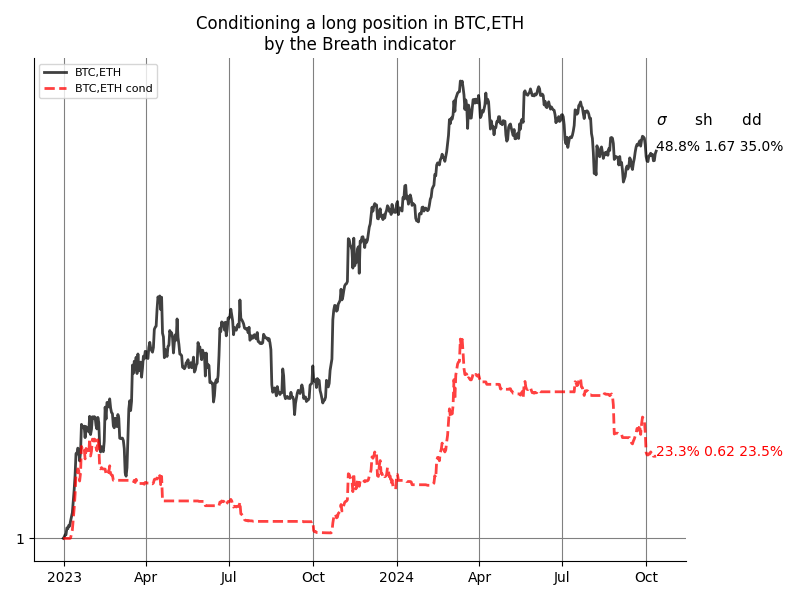 Conditioning a long position in BTC,ETH
by the Breath indicator
BTC,ETH
BTC,ETH cond
σ sh dd
48.8% 1.67 35.0%
23.3% 0.62 23.5%
1
2023 Apr Jul Oct 2024 Apr Jul Oct